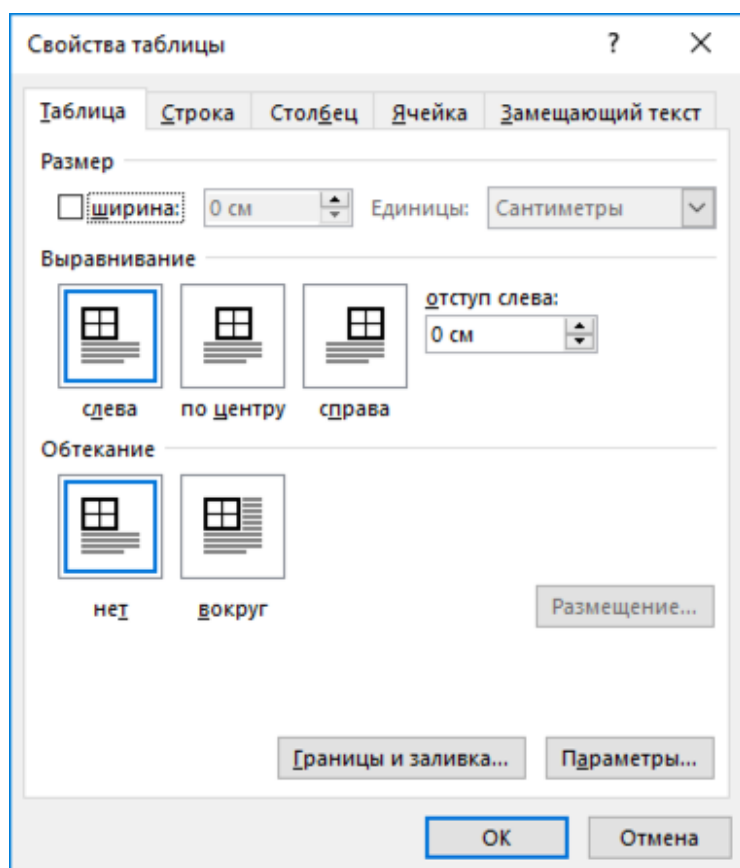 Свойства таблицы ?
Таблица Строка Столбец Ячейка Замещающий текст
Размер
ширина: 0 см Единицы: Сантиметры
Выравнивание
отступ слева:
0 см
слева по центру справа
Обтекание
нет вокруг
Размещение...
Границы и заливка... Параметры...
ОК Отмена